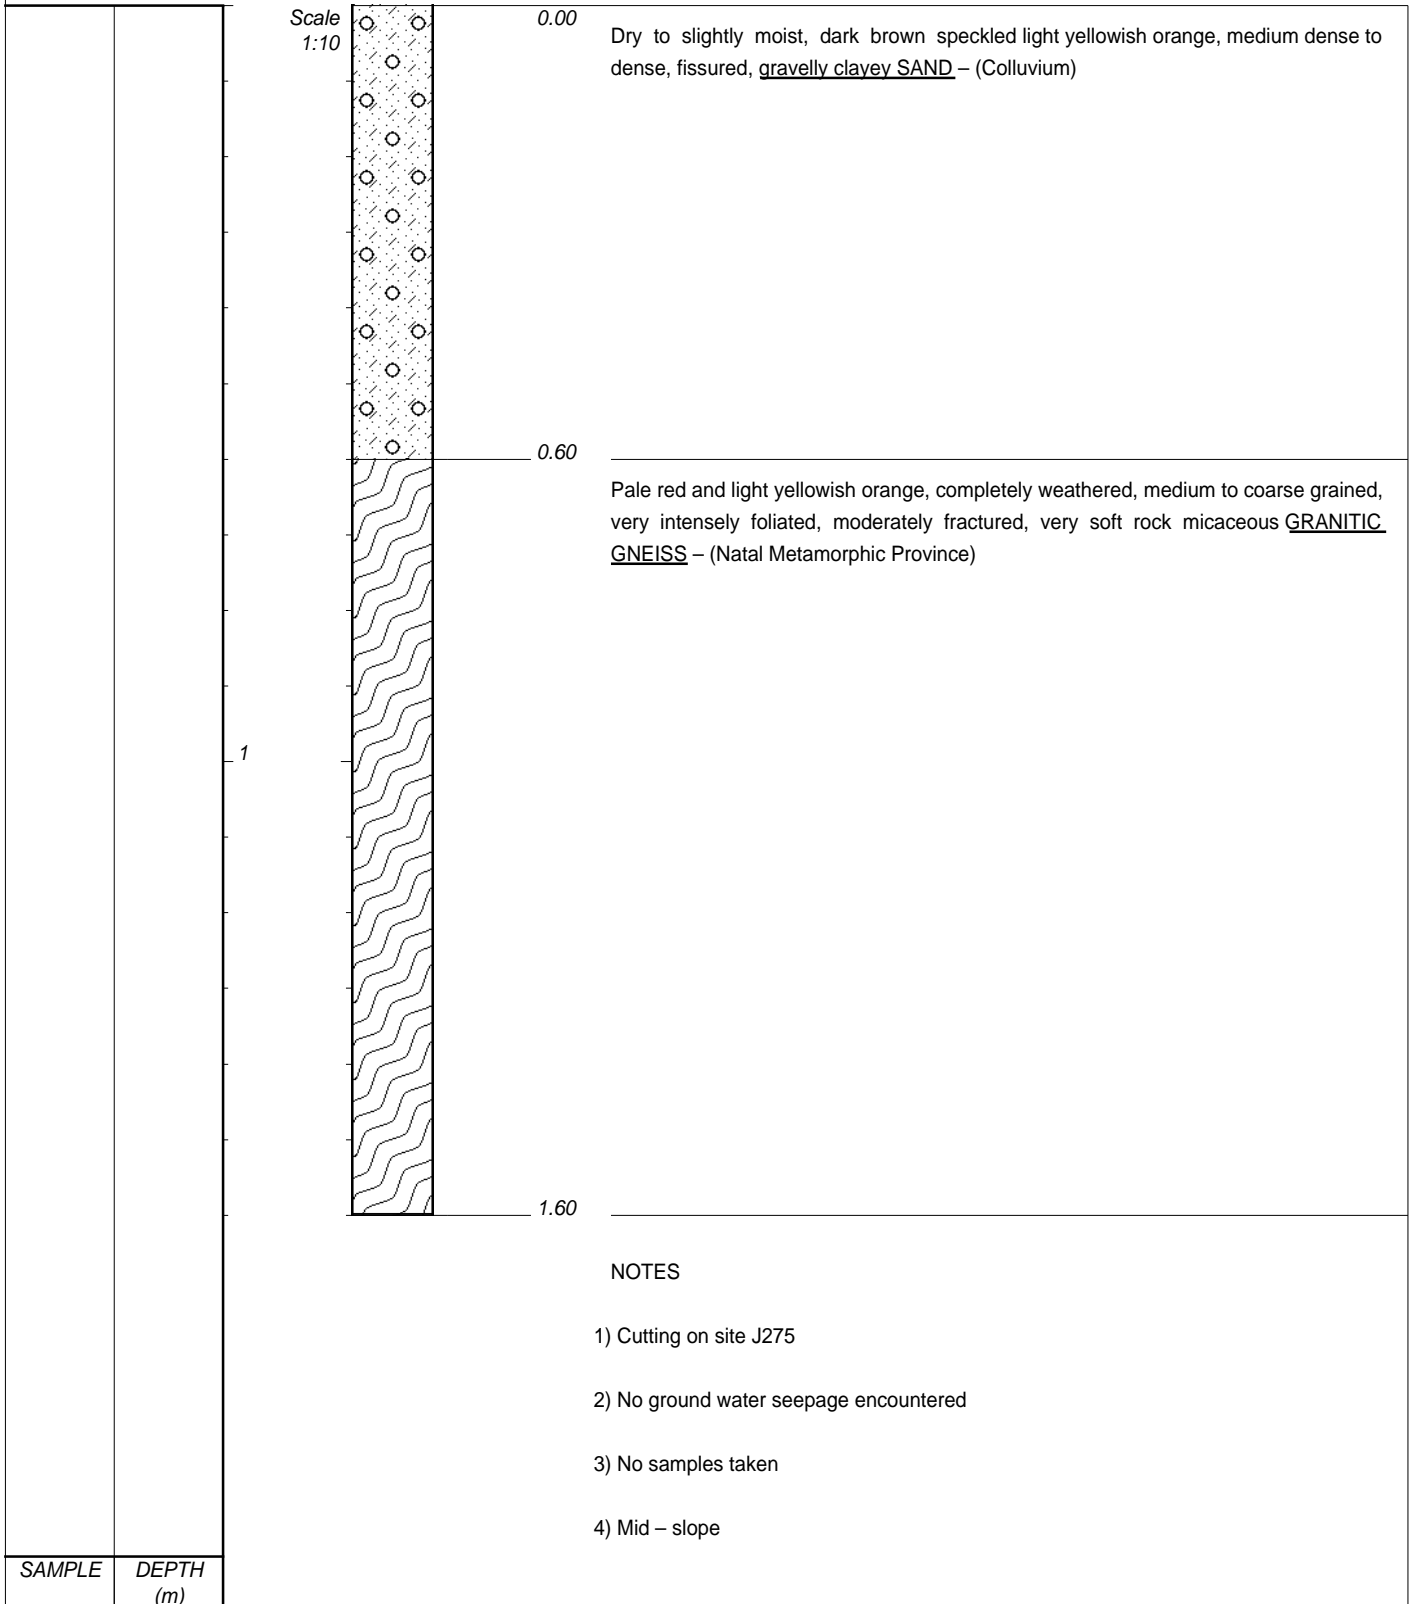 Scale
1:10
0.00
Dry to slightly moist, dark brown speckled light yellowish orange, medium dense to
dense, fissured, gravelly clayey SAND – (Colluvium)
0.60
Pale red and light yellowish orange, completely weathered, medium to coarse grained,
very intensely foliated, moderately fractured, very soft rock micaceous GRANITIC
GNEISS – (Natal Metamorphic Province)
1
1.60
NOTES
1) Cutting on site J275
2) No ground water seepage encountered
3) No samples taken
4) Mid – slope
SAMPLE DEPTH
(m)